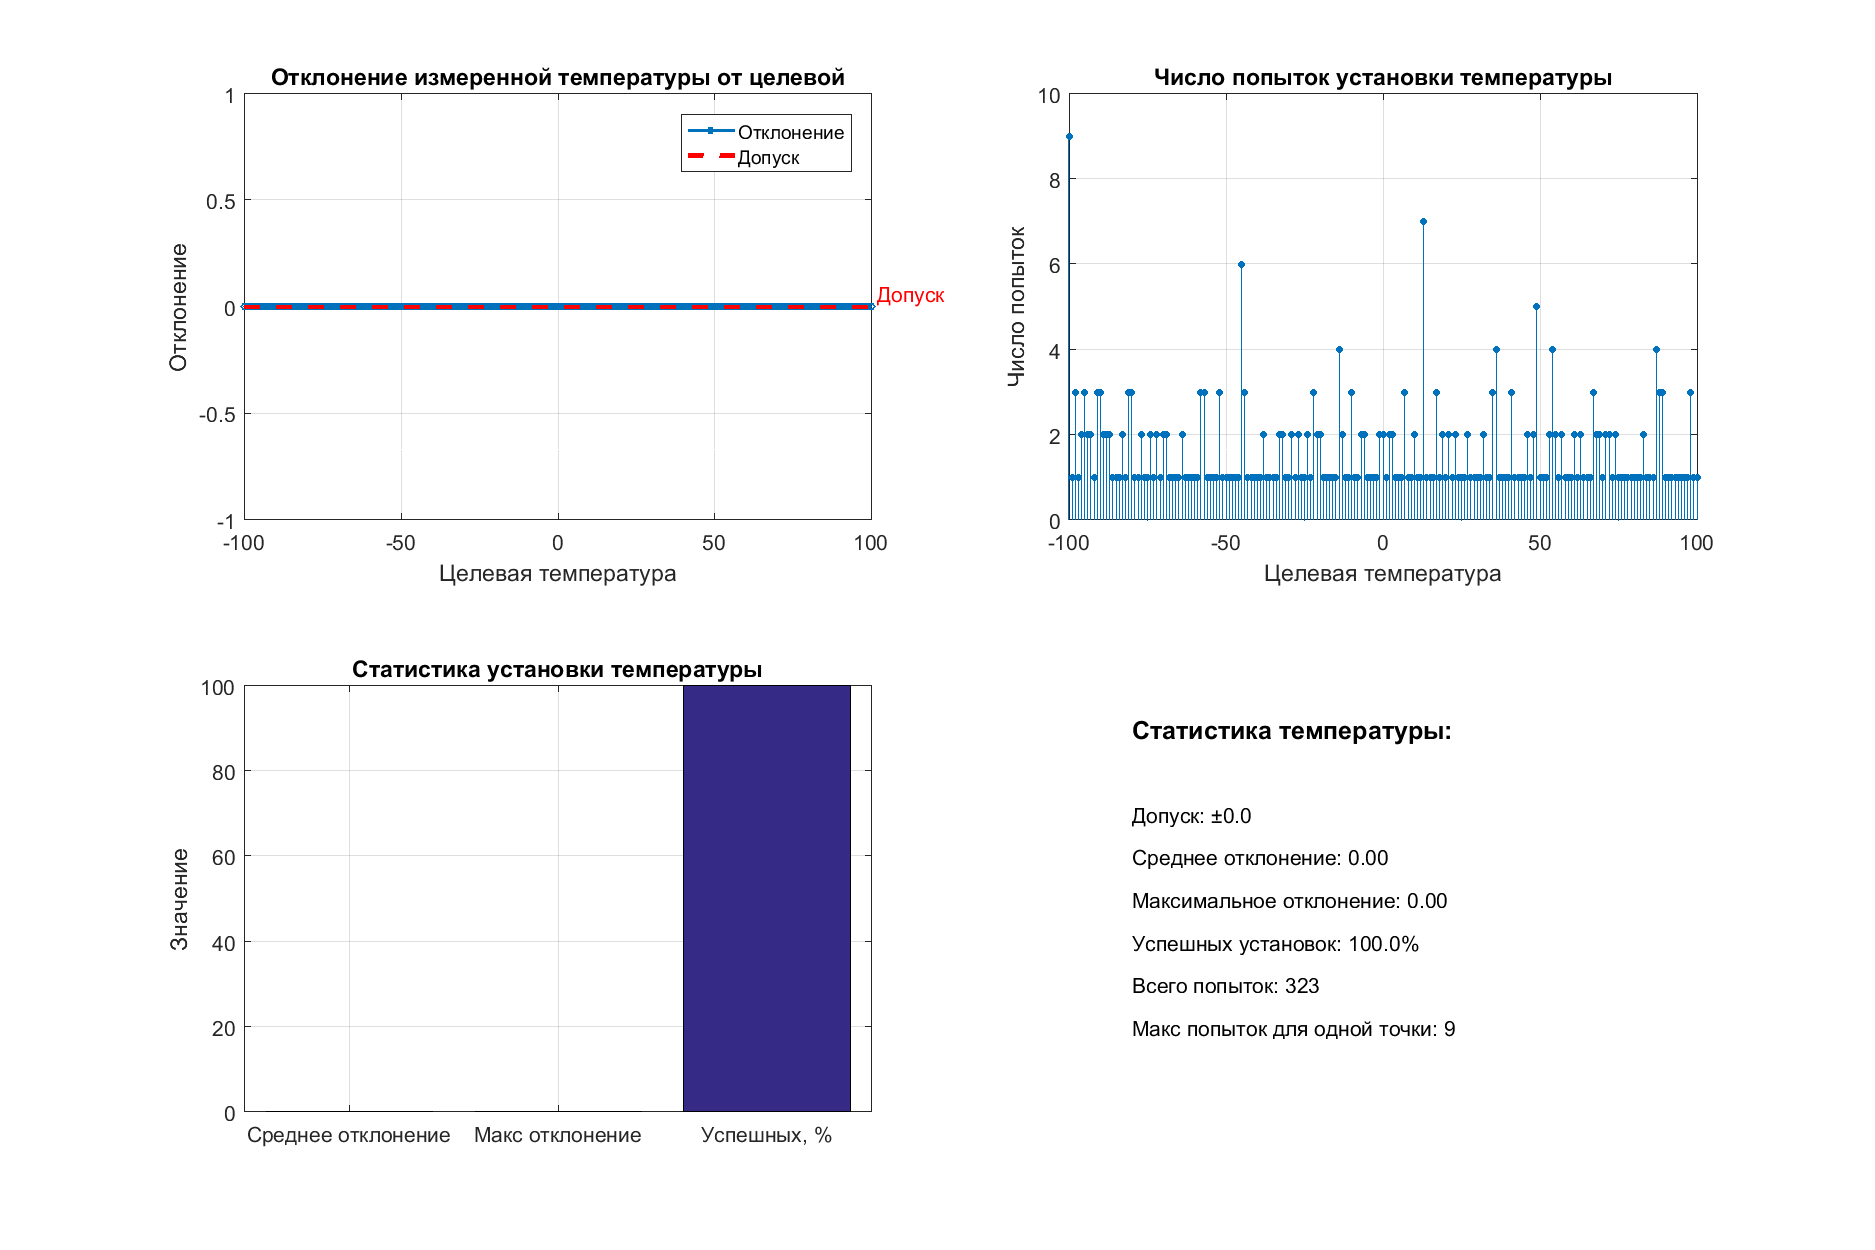 Отклонение измеренной температуры от целевой
1
0.5
0
-0.5
-1
-100
-50
0
50
100
Отклонение
Целевая температура
Отклонение
Допуск
Допуск
Число попыток установки температуры
10
8
6
4
2
0
-100
-50
0
50
100
Число попыток
Целевая температура
Статистика установки температуры
100
80
60
40
20
0
Значение
Среднее отклонение
Макс отклонение
Успешных, %
Статистика температуры:
Допуск: ±0.0
Среднее отклонение: 0.00
Максимальное отклонение: 0.00
Успешных установок: 100.0%
Всего попыток: 323
Макс попыток для одной точки: 9